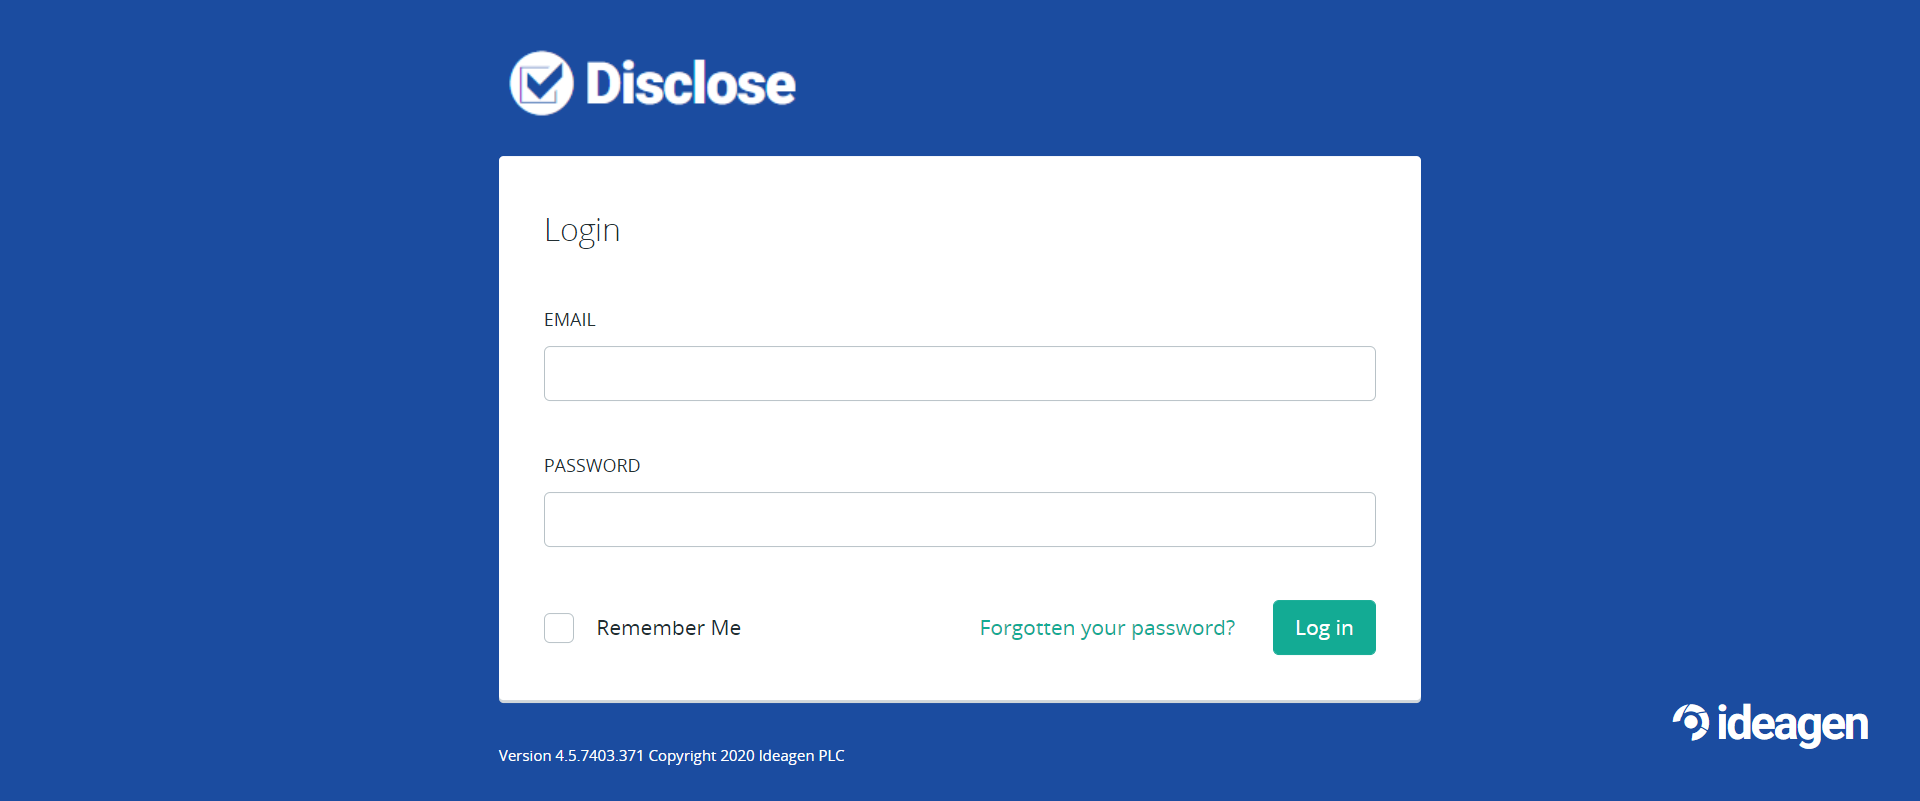 Disclose
Login
EMAIL
PASSWORD
Remember Me
Forgotten your password?
Log in
ideagen
Version 4.5.7403.371 Copyright 2020 Ideagen PLC